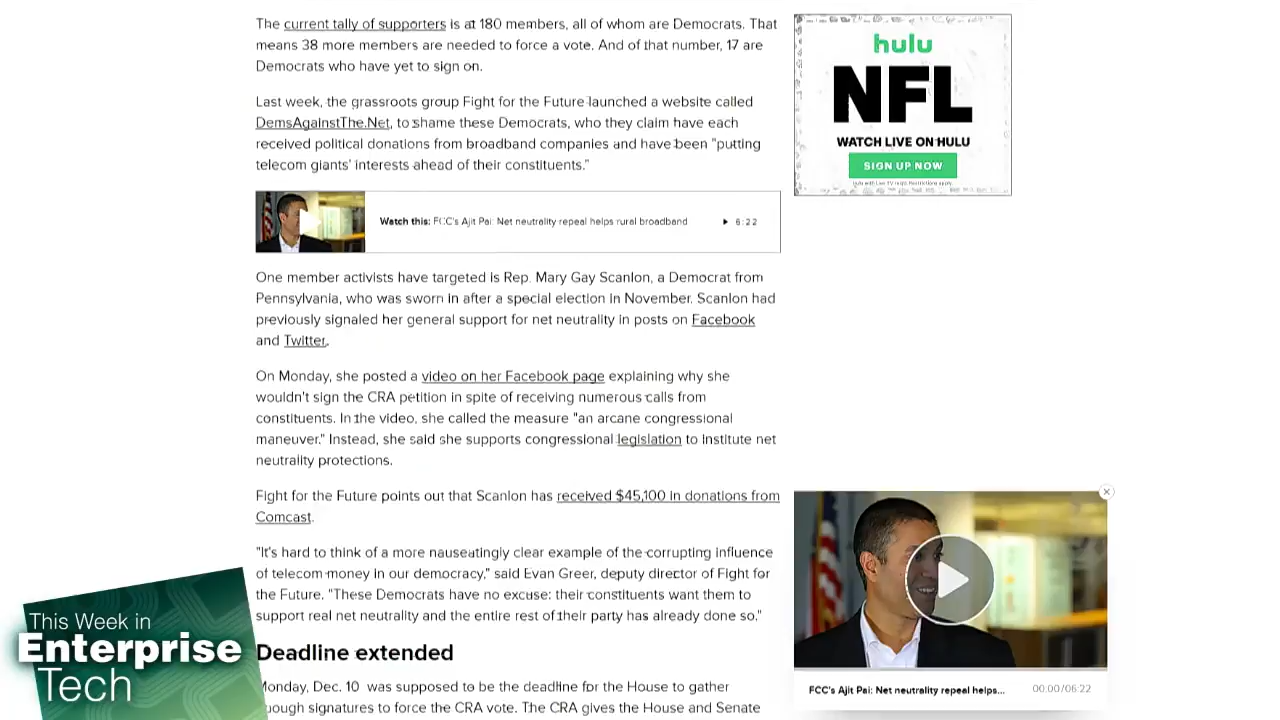 The current tally of supporters is at 180 members, all of whom are Democrats. That
means 38 more members are needed to force a vote. And of that number, 17 are
Democrats who have yet to sign on.
Last week, the grassroots group Fight for the Future launched a website called
DemsAgainstThe.Net, to shame these Democrats, who they claim have each
received political donations from broadband companies and have been "putting
telecom giants' interests ahead of their constituents."
Watch this: FCC's Ajit Pai: Net neutrality repeal helps rural broadband
6:22
One member activists have targeted is Rep. Mary Gay Scanlon, a Democrat from
Pennsylvania, who was sworn in after a special election in November. Scanlon had
previously signaled her general support for net neutrality in posts on Facebook
and Twitter.
On Monday, she posted a video on her Facebook page explaining why she
wouldn't sign the CRA petition in spite of receiving numerous calls from
constituents. In the video, she called the measure "an arcane congressional
maneuver." Instead, she said she supports congressional legislation to institute net
neutrality protections.
Fight for the Future points out that Scanlon has received $45,100 in donations from
Comcast.
"It's hard to think of a more nauseatingly clear example of the corrupting influence
of telecom money in our democracy," said Evan Greer, deputy director of Fight for
the Future. "These Democrats have no excuse: their constituents want them to
support real net neutrality and the entire rest of their party has already done so."
Deadline extended
Monday, Dec. 10 was supposed to be the deadline for the House to gather
enough signatures to force the CRA vote. The CRA gives the House and Senate
hulu
NFL
WATCH LIVE ON HULU
SIGN UP NOW
Hulu with Live TV req'd. Restrictions apply.
FCC's Ajit Pai: Net neutrality repeal helps...
00:00/06:22
This Week in
Enterprise
Tech